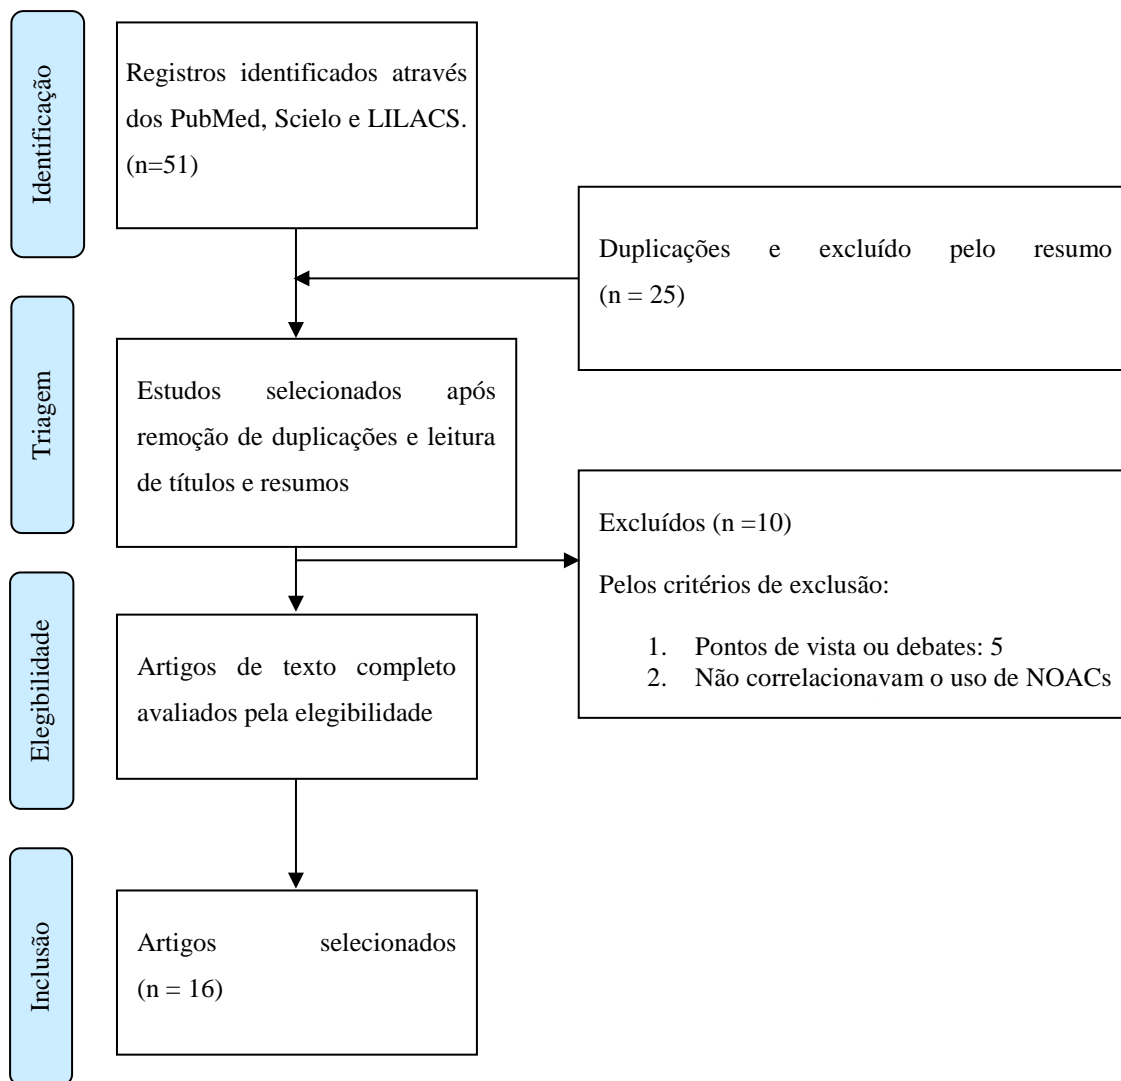 Identificação
Registros identificados através
dos PubMed, Scielo e LILACS.
(n=51)
Duplicações e excluído pelo resumo
(n = 25)
Triagem
Estudos selecionados após
remoção de duplicações e leitura
de títulos e resumos
Excluídos (n =10)
Pelos critérios de exclusão:
1. Pontos de vista ou debates: 5
2. Não correlacionavam o uso de NOACs
Elegibilidade
Artigos de texto completo
avaliados pela elegibilidade
Inclusão
Artigos selecionados
(n = 16)